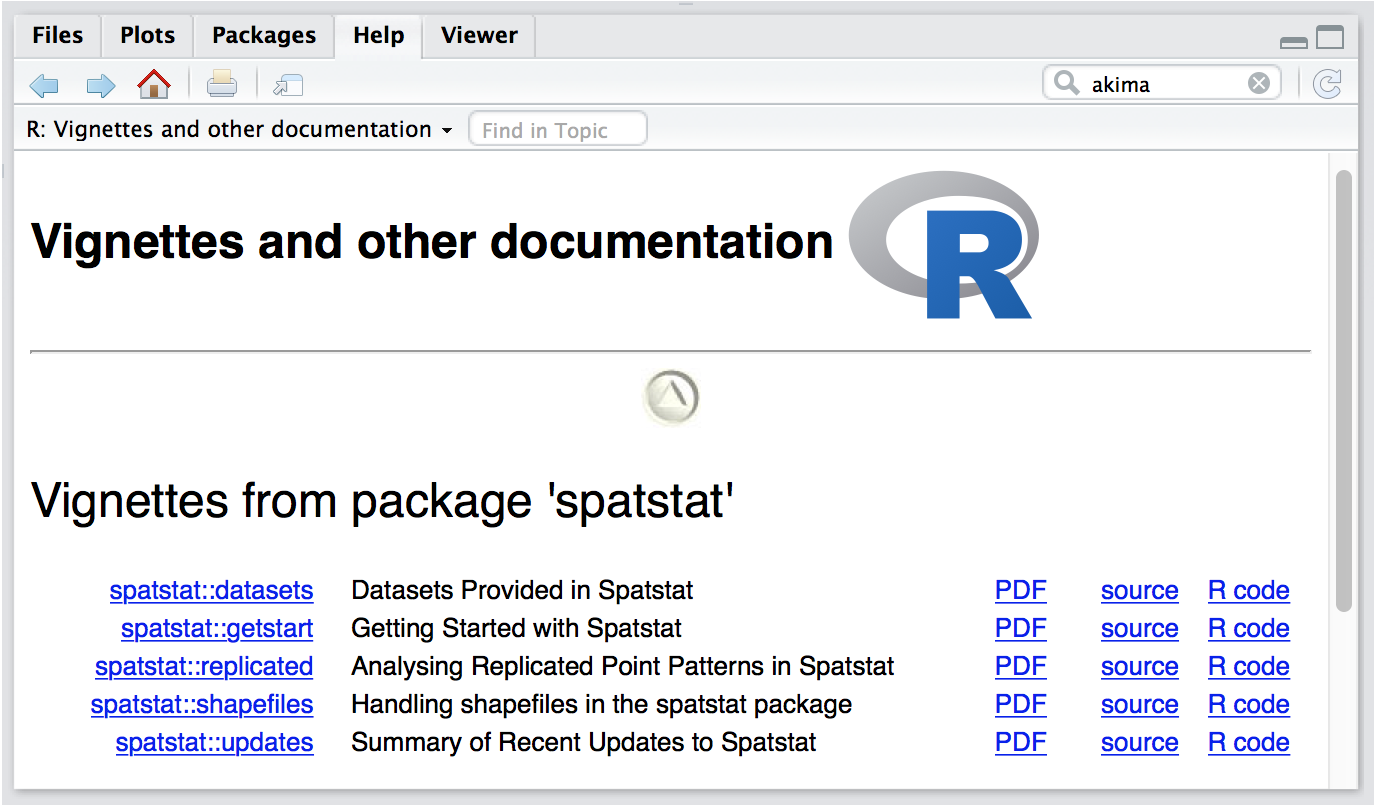 Files Plots Packages Help Viewer
akima
R: Vignettes and other documentation Find in Topic
Vignettes and other documentation R
Vignettes from package 'spatstat'
spatstat::datasets Datasets Provided in Spatstat PDF source R code
spatstat::getstart Getting Started with Spatstat PDF source R code
spatstat::replicated Analysing Replicated Point Patterns in Spatstat PDF source R code
spatstat::shapefiles Handling shapefiles in the spatstat package PDF source R code
spatstat::updates Summary of Recent Updates to Spatstat PDF source R code